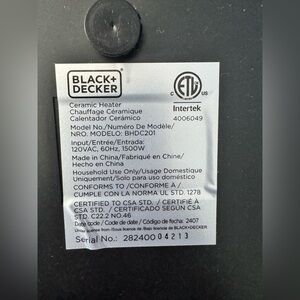 BLACK+
DECKER
C ETL US
Intertek
4006049
Ceramic Heater
Chauffage Céramique
Calentador Cerámico
Model No./Numéro De Modèle/
NRO. MODELO: BHDC201
Input/Entrée/Entrada:
120VAC, 60Hz, 1500W
Made in China/Fabriqué en Chine/
Hecho en China
Household Use Only/Usage Domestique
Uniquement/Solo para uso doméstico
CONFORMS TO /CONFORME À /
CUMPLE CON LA NORMA UL STD. 1278
CERTIFIED TO CSA STD. / CERTIFIÉ À
CSA STD. / CERTIFICADO SEGÚN CSA
STD. C22.2 NO.46
Date code / Code de date /Código de fecha: 2407
BLACK+DECKER
Serial No.: 282400 04213